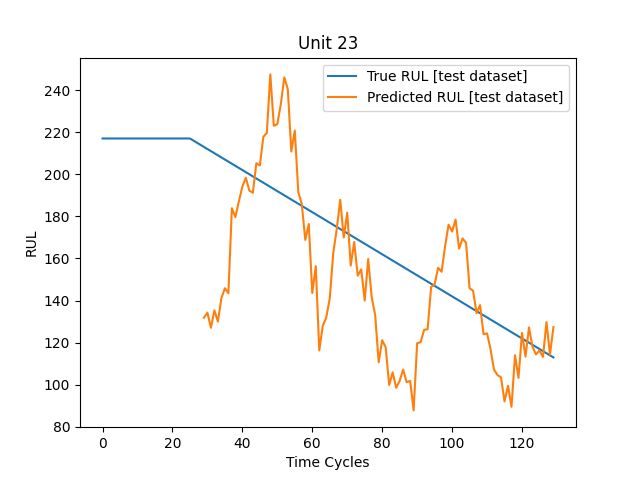 Unit 23
True RUL [test dataset]
Predicted RUL [test dataset]
240
220
200
180
160
140
120
100
80
RUL
0 20 40 60 80 100 120
Time Cycles